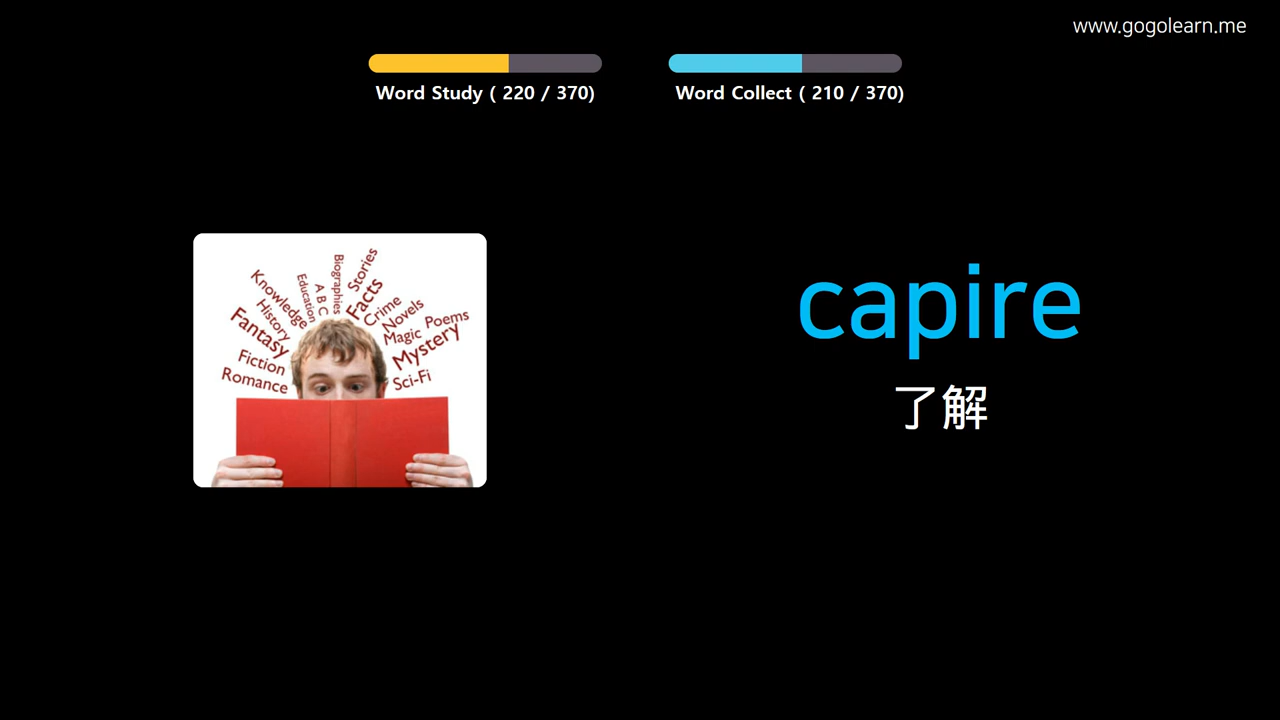 www.gogolearn.me
Word Study ( 220 / 370)
Word Collect ( 210 / 370)
Stories
Biographies
Knowledge
Education
A B C
Facts
History
Crime
Novels
Poems
Fantasy
Magic
Mystery
Fiction
Romance
Sci-Fi
capire
了解